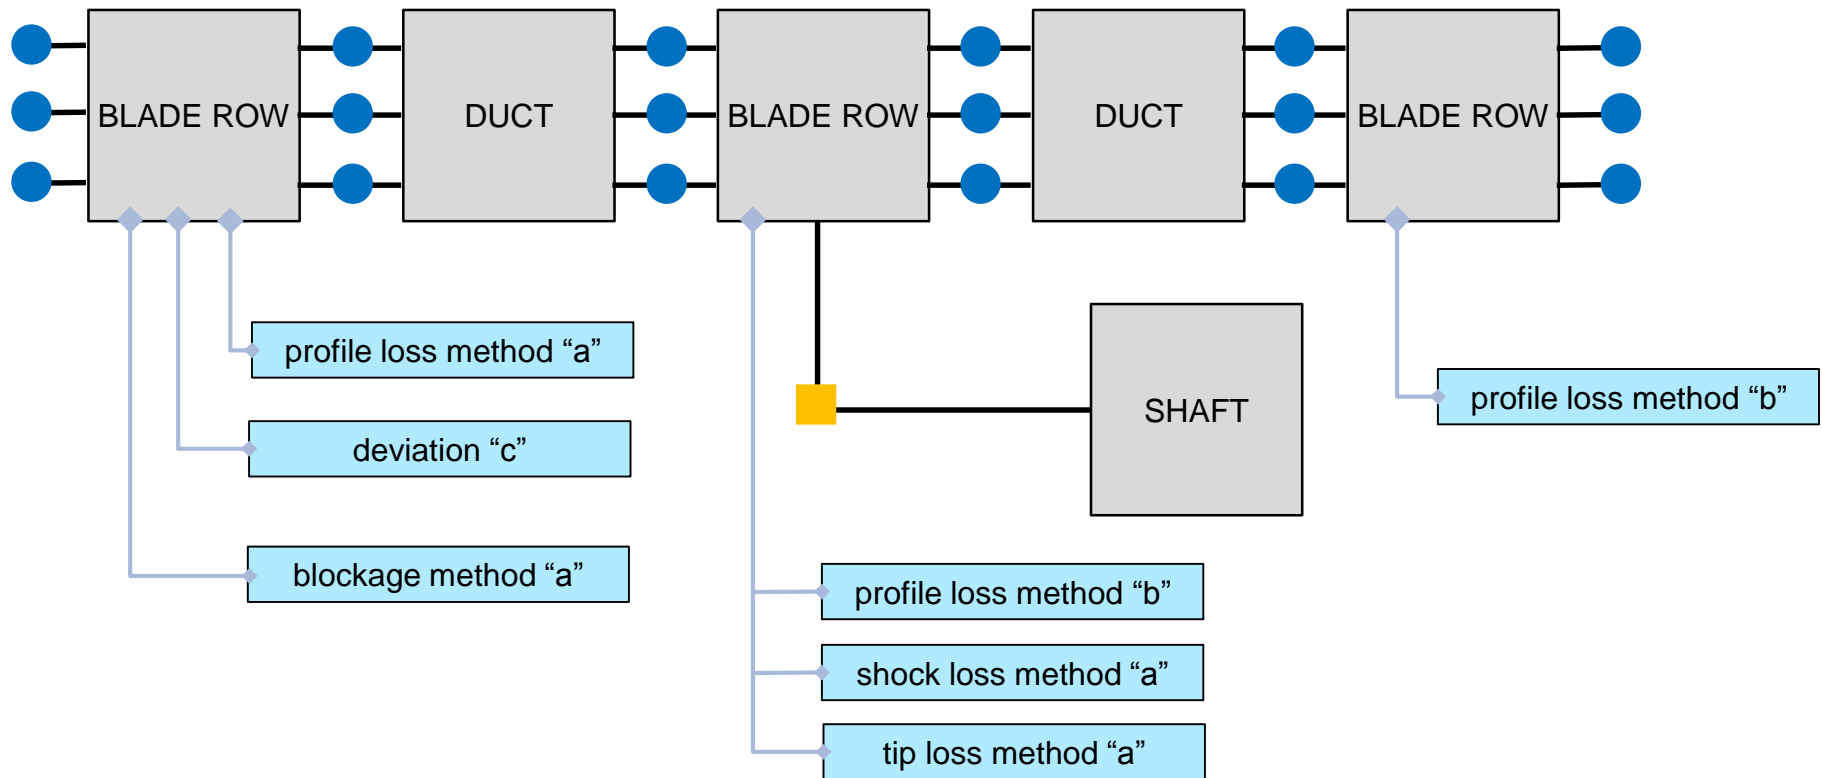 BLADE ROW
DUCT
BLADE ROW
DUCT
BLADE ROW
profile loss method “a”
deviation “c”
blockage method “a”
SHAFT
profile loss method “b”
profile loss method “b”
shock loss method “a”
tip loss method “a”